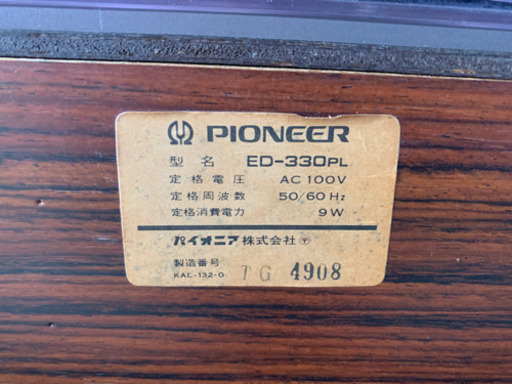 PIONEER
型名 ED-330PL
定格電圧 AC 100V
定格周波数 50/60 Hz
定格消費電力 9W
パイオニア株式会社 〒
製造番号
KAL-132-0 TG 4908